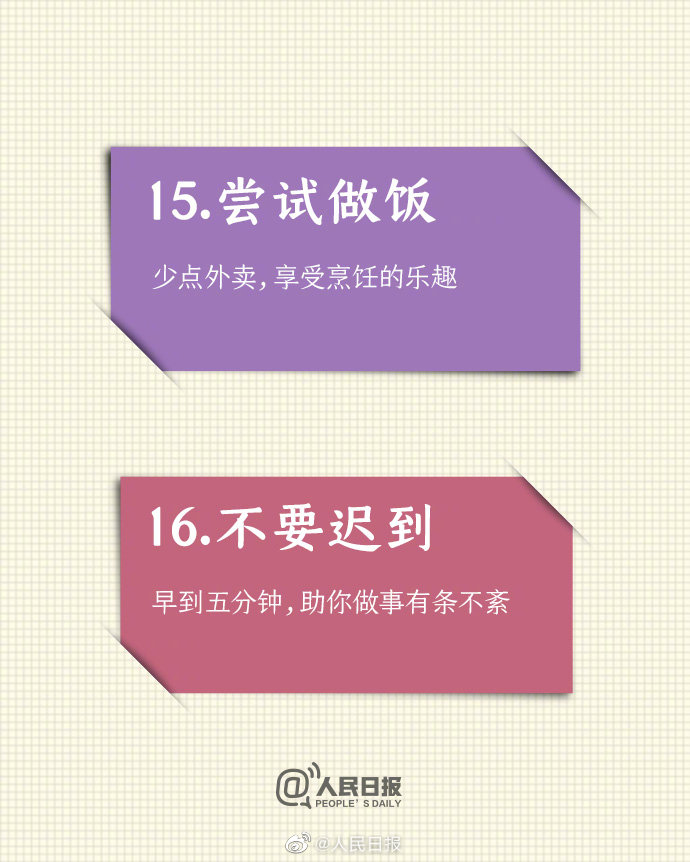 15.尝试做饭
少点外卖,享受烹饪的乐趣
16.不要迟到
早到五分钟,助你做事有条不紊
@人民日报
PEOPLE'S DAILY
@人民日报